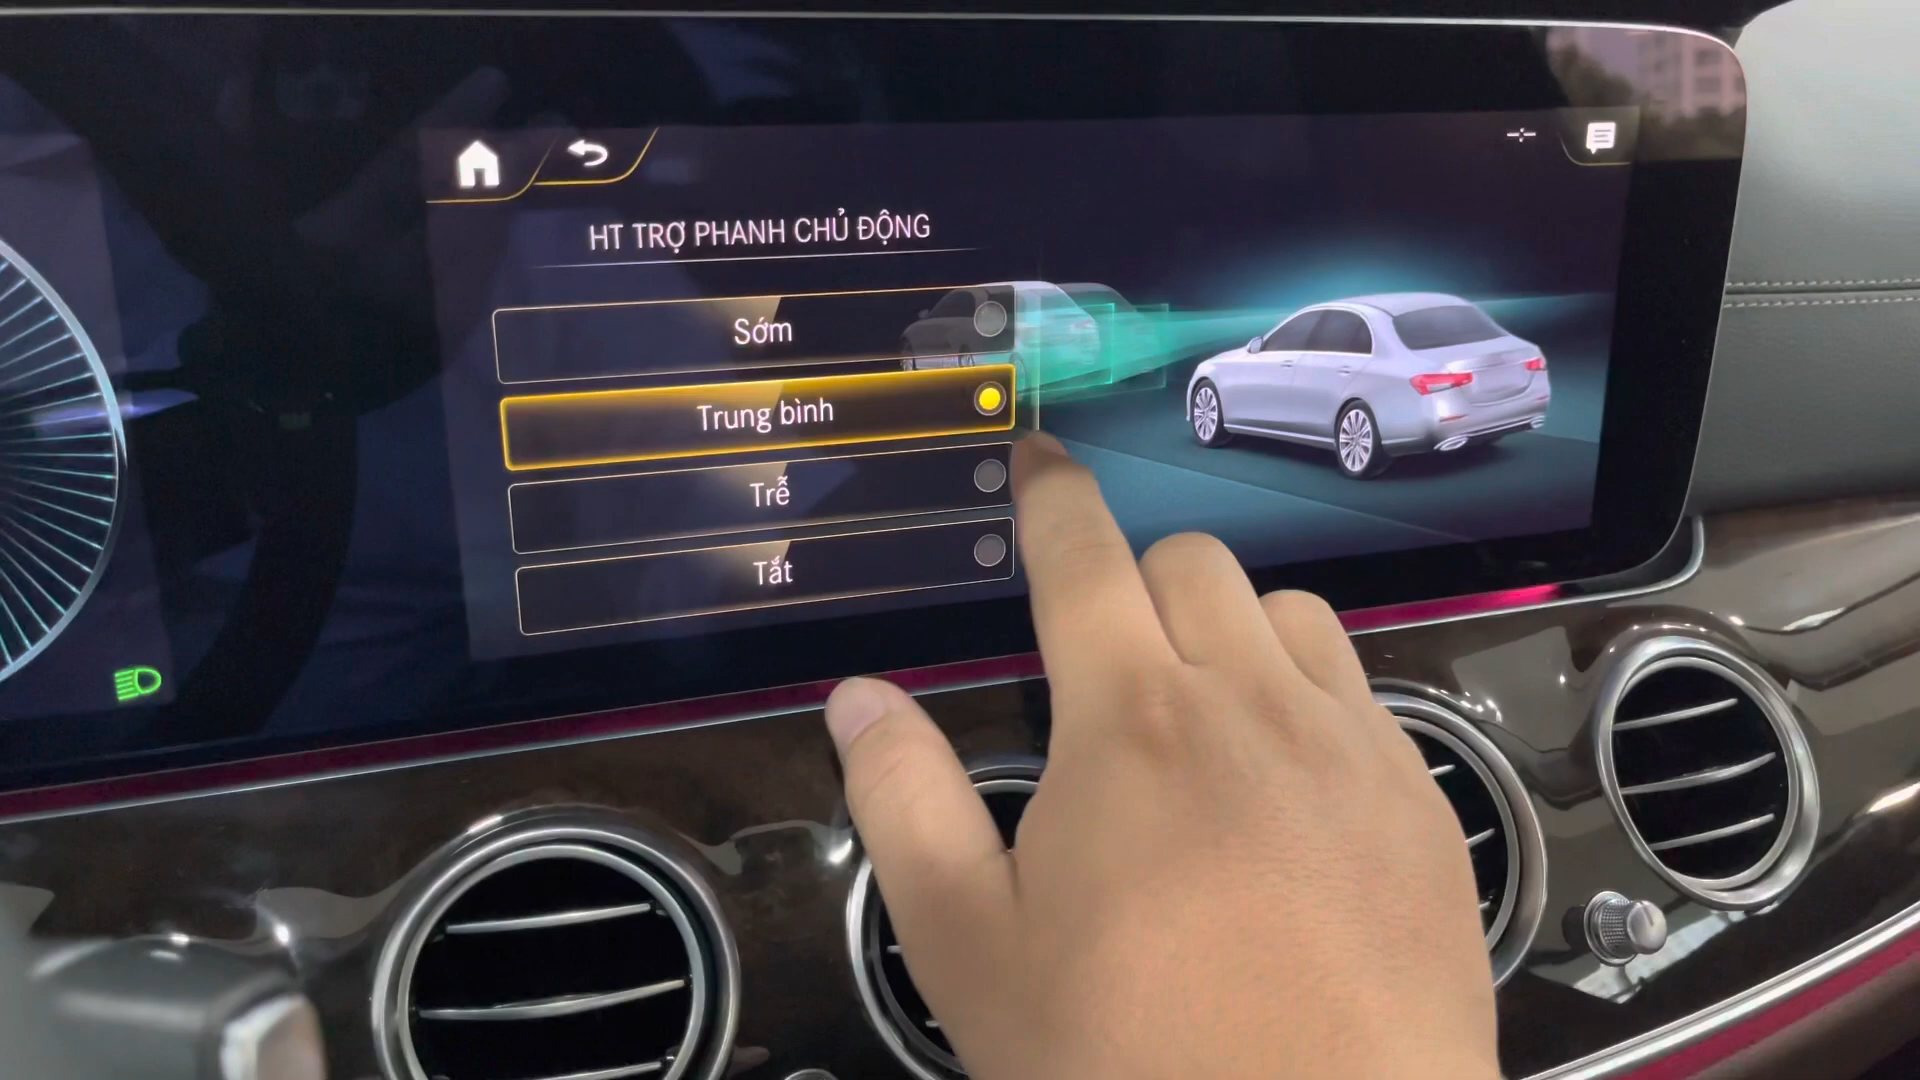 HT TRỢ PHANH CHỦ ĐỘNG
Sớm
Trung bình
Trễ
Tắt